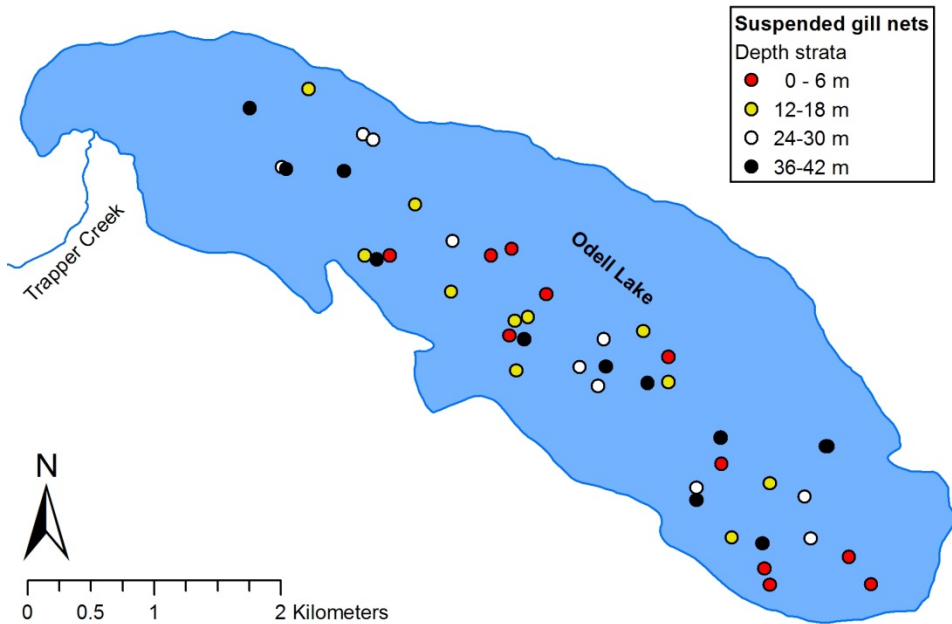 Suspended gill nets
Depth strata
0 - 6 m
12-18 m
24-30 m
36-42 m
Trapper Creek
Odell Lake
N
0 0.5 1 2 Kilometers